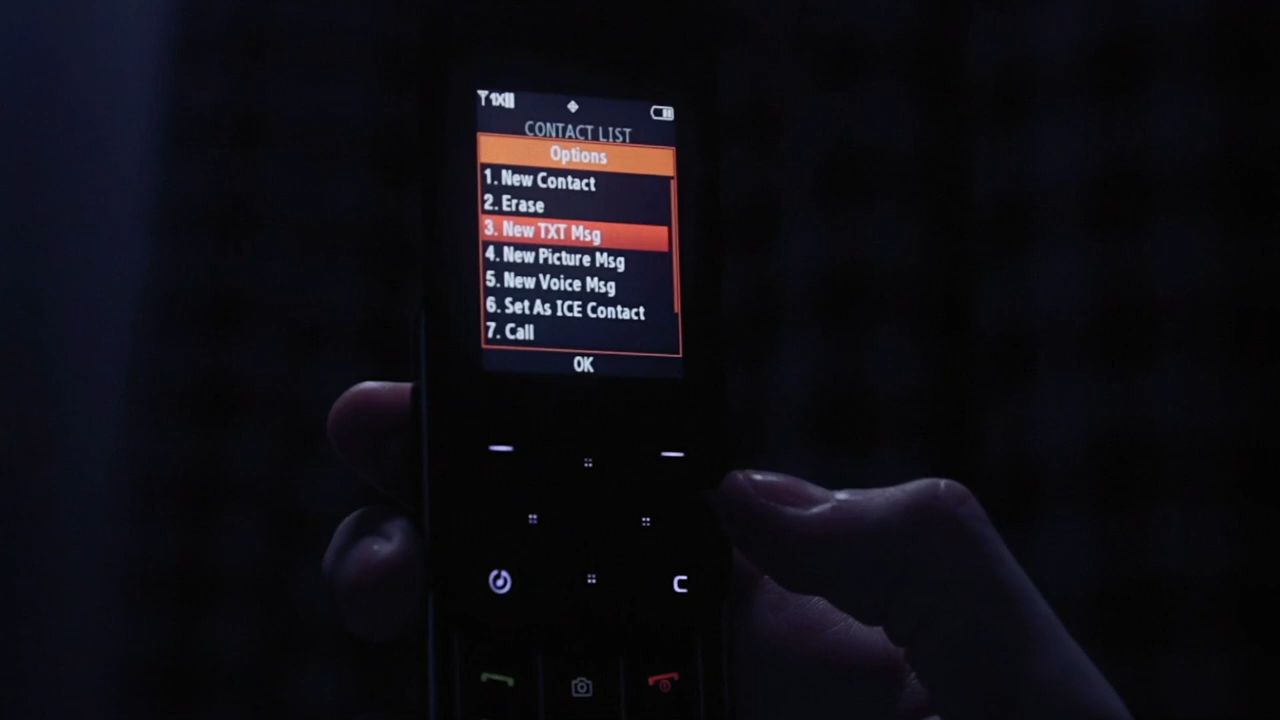 1X
CONTACT LIST
Options
1. New Contact
2. Erase
3. New TXT Msg
4. New Picture Msg
5. New Voice Msg
6. Set As ICE Contact
7. Call
OK
C